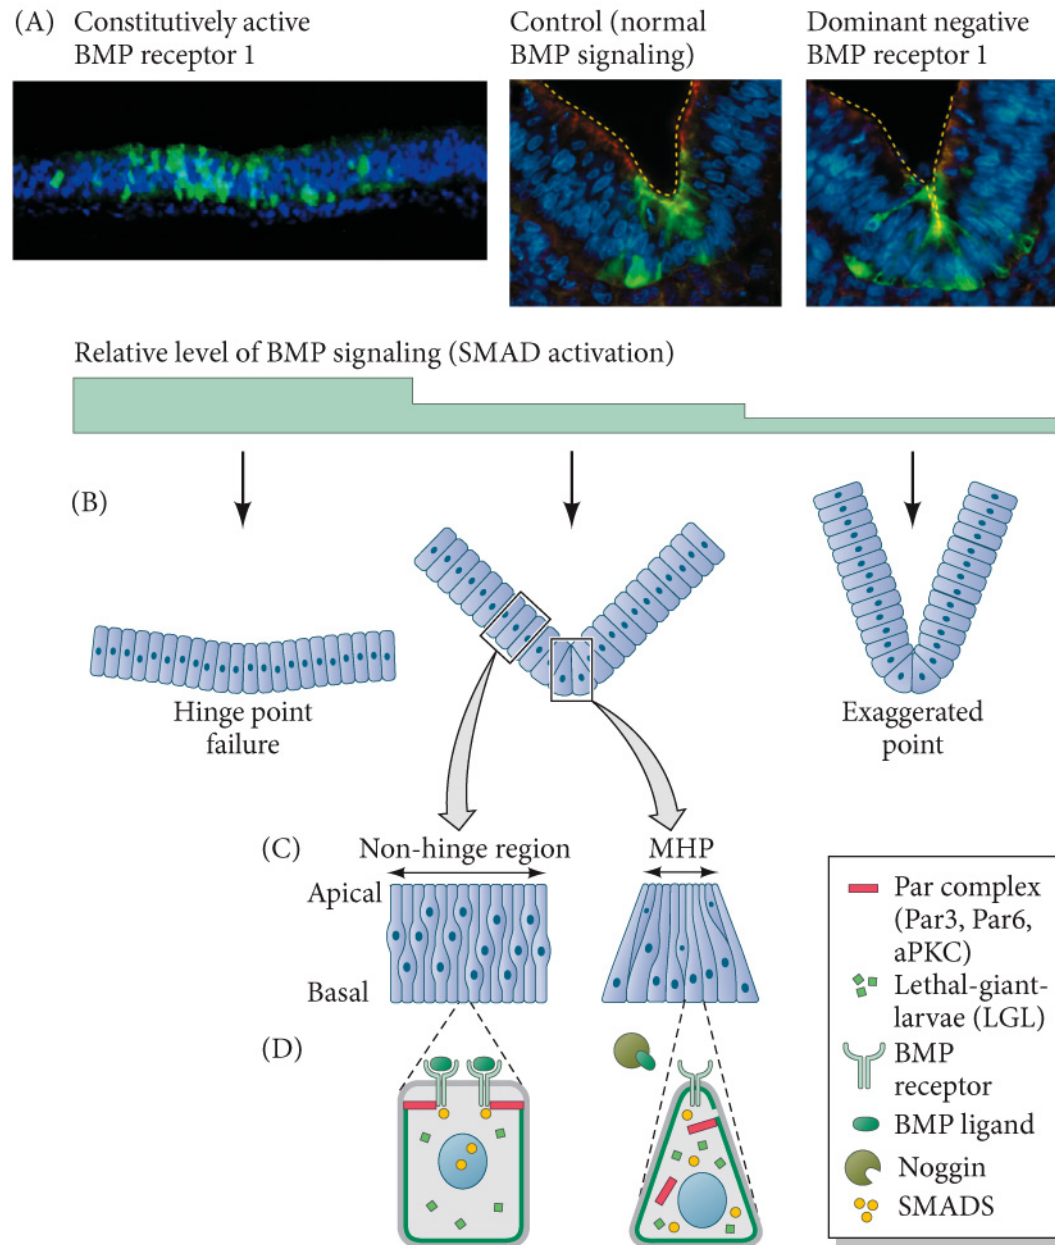 (A) Constitutively active
BMP receptor 1
Control (normal
BMP signaling)
Dominant negative
BMP receptor 1
Relative level of BMP signaling (SMAD activation)
(B)
Hinge point
failure
Exaggerated
point
(C)
Non-hinge region
MHP
Apical
Basal
(D)
Par complex
(Par3, Par6,
aPKC)
Lethal-giant-
larvae (LGL)
BMP
receptor
BMP ligand
Noggin
SMADS